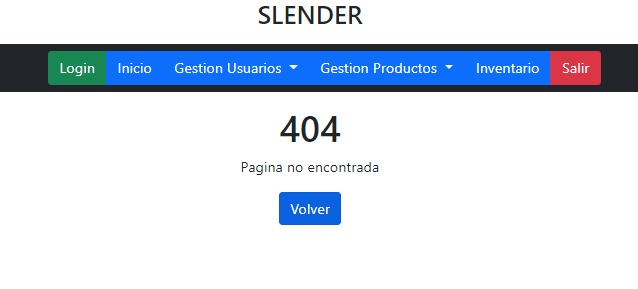 SLENDER
Login Inicio Gestion Usuarios Gestion Productos Inventario Salir
404
Pagina no encontrada
Volver